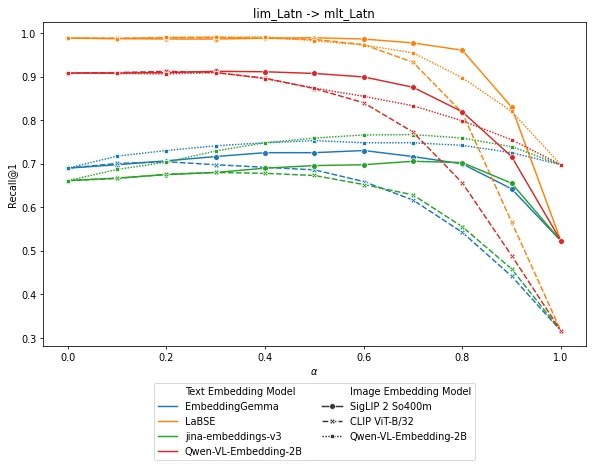 lim_Latn -> mlt_Latn
1.0
0.9
0.8
0.7
0.6
0.5
0.4
0.3
Recall@1
0.0 0.2 0.4 0.6 0.8 1.0
α
Text Embedding Model Image Embedding Model
EmbeddingGemma SigLIP 2 So400m
LaBSE CLIP ViT-B/32
jina-embeddings-v3 Qwen-VL-Embedding-2B
Qwen-VL-Embedding-2B